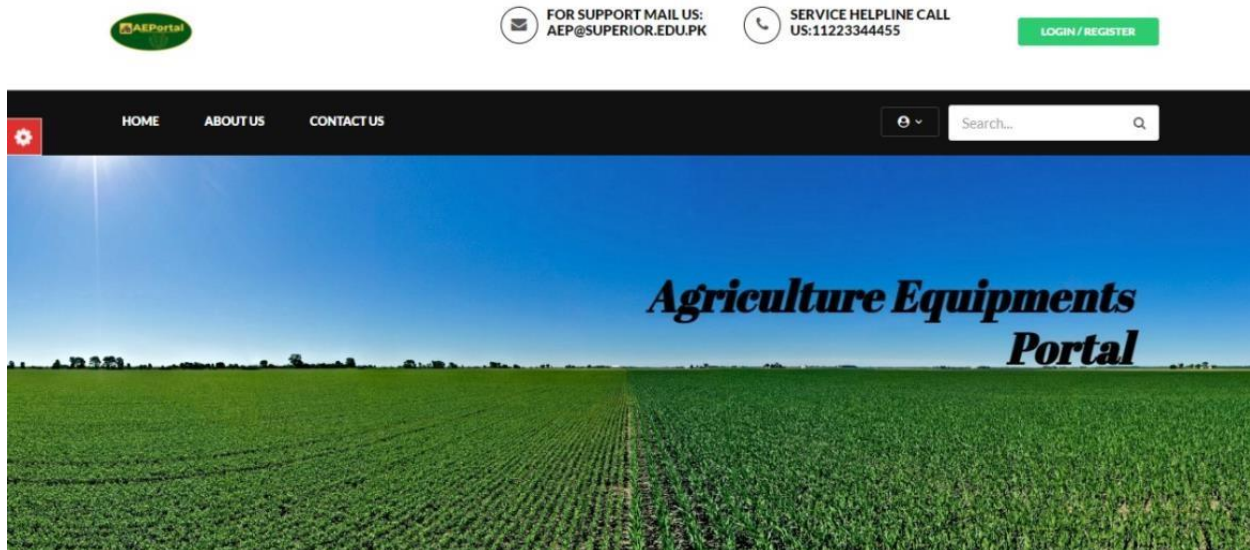 AEPortal
FOR SUPPORT MAIL US:
AEP@SUPERIOR.EDU.PK
SERVICE HELPLINE CALL
US:11223344455
LOGIN / REGISTER
HOME
ABOUT US
CONTACT US
Search...
Agriculture Equipments
Portal